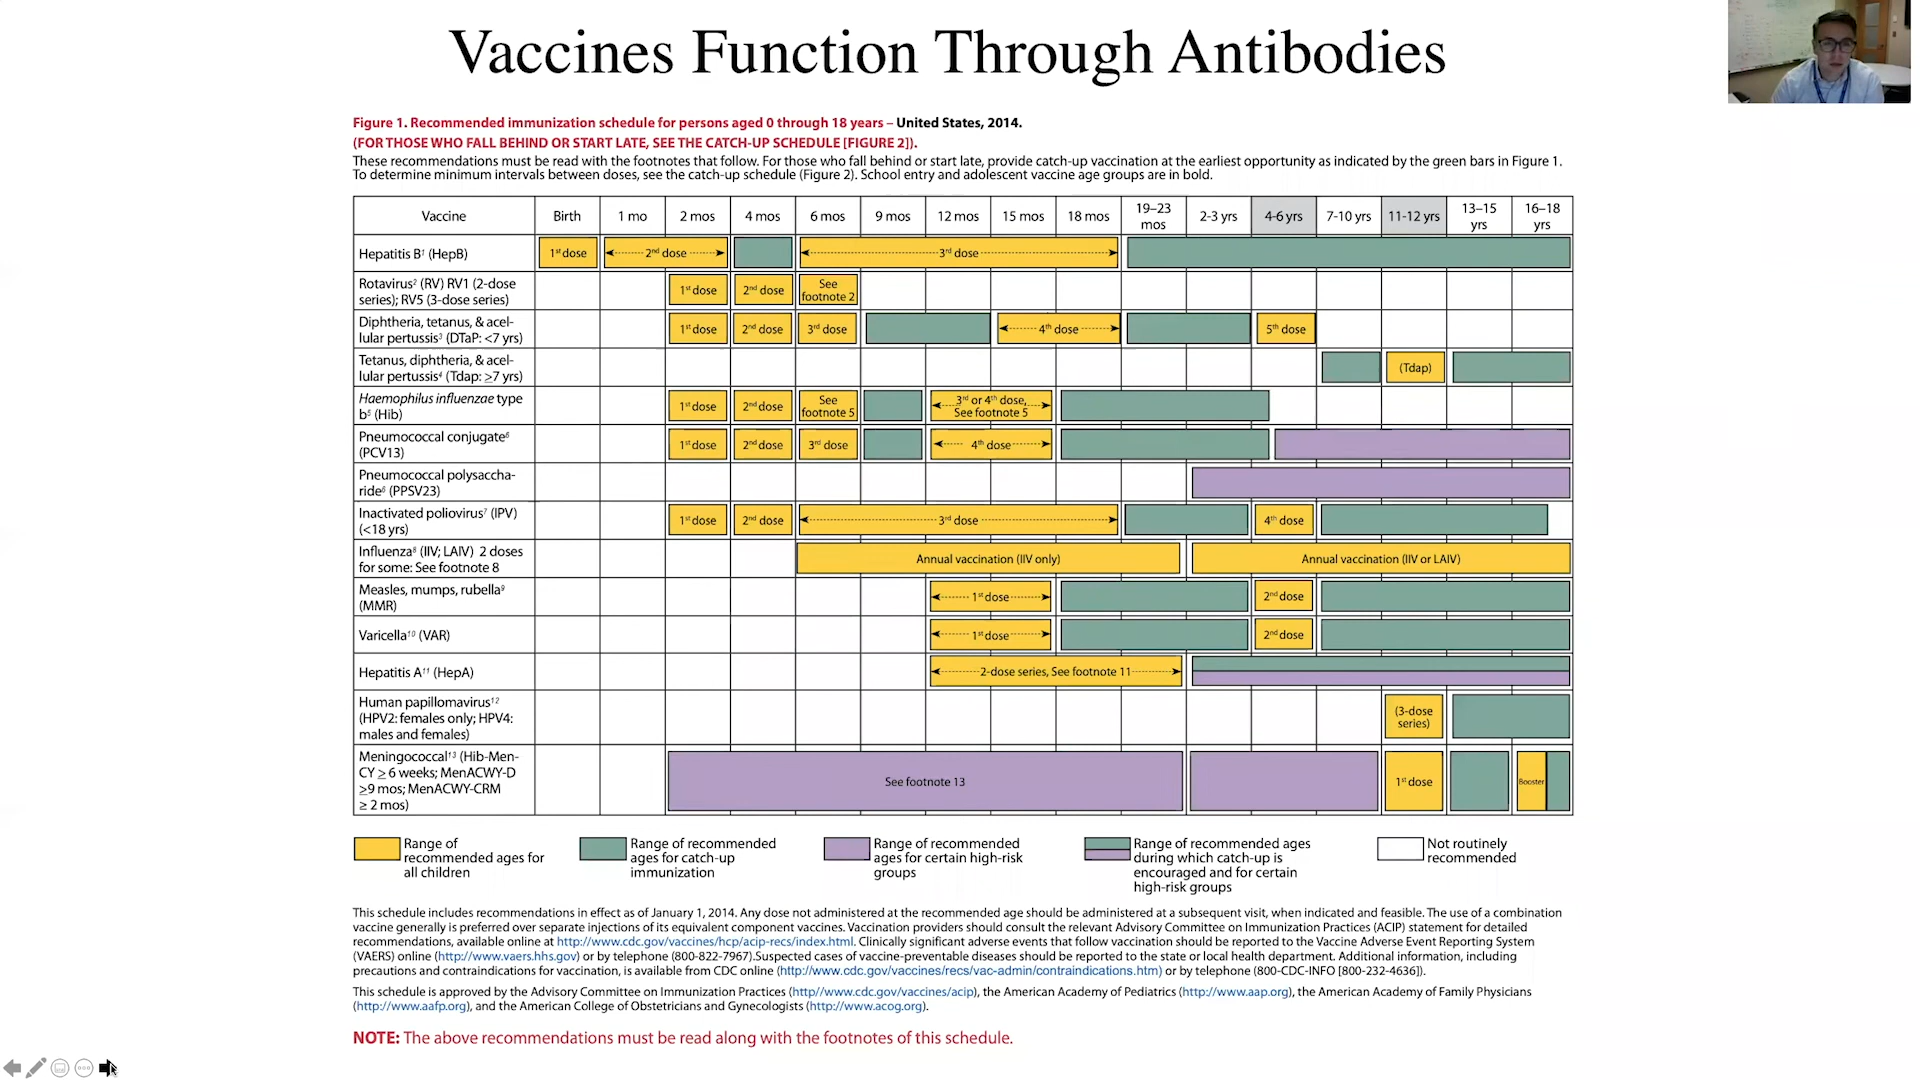 Vaccines Function Through Antibodies
Figure 1. Recommended immunization schedule for persons aged 0 through 18 years – United States, 2014.
(FOR THOSE WHO FALL BEHIND OR START LATE, SEE THE CATCH-UP SCHEDULE [FIGURE 2]).
These recommendations must be read with the footnotes that follow. For those who fall behind or start late, provide catch-up vaccination at the earliest opportunity as indicated by the green bars in Figure 1.
To determine minimum intervals between doses, see the catch-up schedule (Figure 2). School entry and adolescent vaccine age groups are in bold.
Vaccine Birth 1 mo 2 mos 4 mos 6 mos 9 mos 12 mos 15 mos 18 mos 19–23 mos 2-3 yrs 4-6 yrs 7-10 yrs 11-12 yrs 13–15 yrs 16–18 yrs
Hepatitis B¹ (HepB) 1st dose 2nd dose 3rd dose
Rotavirus² (RV) RV1 (2-dose
series); RV5 (3-dose series)
1st dose 2nd dose See footnote 2
Diphtheria, tetanus, & acel-
lular pertussis³ (DTaP: <7 yrs)
1st dose 2nd dose 3rd dose 4th dose 5th dose
Tetanus, diphtheria, & acel-
lular pertussis⁴ (Tdap: ≥7 yrs)
(Tdap)
Haemophilus influenzae type
b⁵ (Hib)
1st dose 2nd dose See footnote 5 3rd or 4th dose, See footnote 5
Pneumococcal conjugate⁶
(PCV13)
1st dose 2nd dose 3rd dose 4th dose
Pneumococcal polysaccha-
ride⁶ (PPSV23)
Inactivated poliovirus⁷ (IPV)
(<18 yrs)
1st dose 2nd dose 3rd dose 4th dose
Influenza⁸ (IIV; LAIV) 2 doses
for some: See footnote 8
Annual vaccination (IIV only) Annual vaccination (IIV or LAIV)
Measles, mumps, rubella⁹
(MMR)
1st dose 2nd dose
Varicella¹⁰ (VAR) 1st dose 2nd dose
Hepatitis A¹¹ (HepA) 2-dose series, See footnote 11
Human papillomavirus¹²
(HPV2: females only; HPV4:
males and females)
(3-dose series)
Meningococcal¹³ (Hib-Men-
CY ≥ 6 weeks; MenACWY-D
≥9 mos; MenACWY-CRM
≥ 2 mos)
See footnote 13 1st dose Booster
Range of
recommended ages for
all children
Range of recommended
ages for catch-up
immunization
Range of recommended
ages for certain high-risk
groups
Range of recommended ages
during which catch-up is
encouraged and for certain
high-risk groups
Not routinely
recommended
This schedule includes recommendations in effect as of January 1, 2014. Any dose not administered at the recommended age should be administered at a subsequent visit, when indicated and feasible. The use of a combination
vaccine generally is preferred over separate injections of its equivalent component vaccines. Vaccination providers should consult the relevant Advisory Committee on Immunization Practices (ACIP) statement for detailed
recommendations, available online at http://www.cdc.gov/vaccines/hcp/acip-recs/index.html. Clinically significant adverse events that follow vaccination should be reported to the Vaccine Adverse Event Reporting System
(VAERS) online (http://www.vaers.hhs.gov) or by telephone (800-822-7967).Suspected cases of vaccine-preventable diseases should be reported to the state or local health department. Additional information, including
precautions and contraindications for vaccination, is available from CDC online (http://www.cdc.gov/vaccines/recs/vac-admin/contraindications.htm) or by telephone (800-CDC-INFO [800-232-4636]).
This schedule is approved by the Advisory Committee on Immunization Practices (http//www.cdc.gov/vaccines/acip), the American Academy of Pediatrics (http://www.aap.org), the American Academy of Family Physicians
(http://www.aafp.org), and the American College of Obstetricians and Gynecologists (http://www.acog.org).
NOTE: The above recommendations must be read along with the footnotes of this schedule.